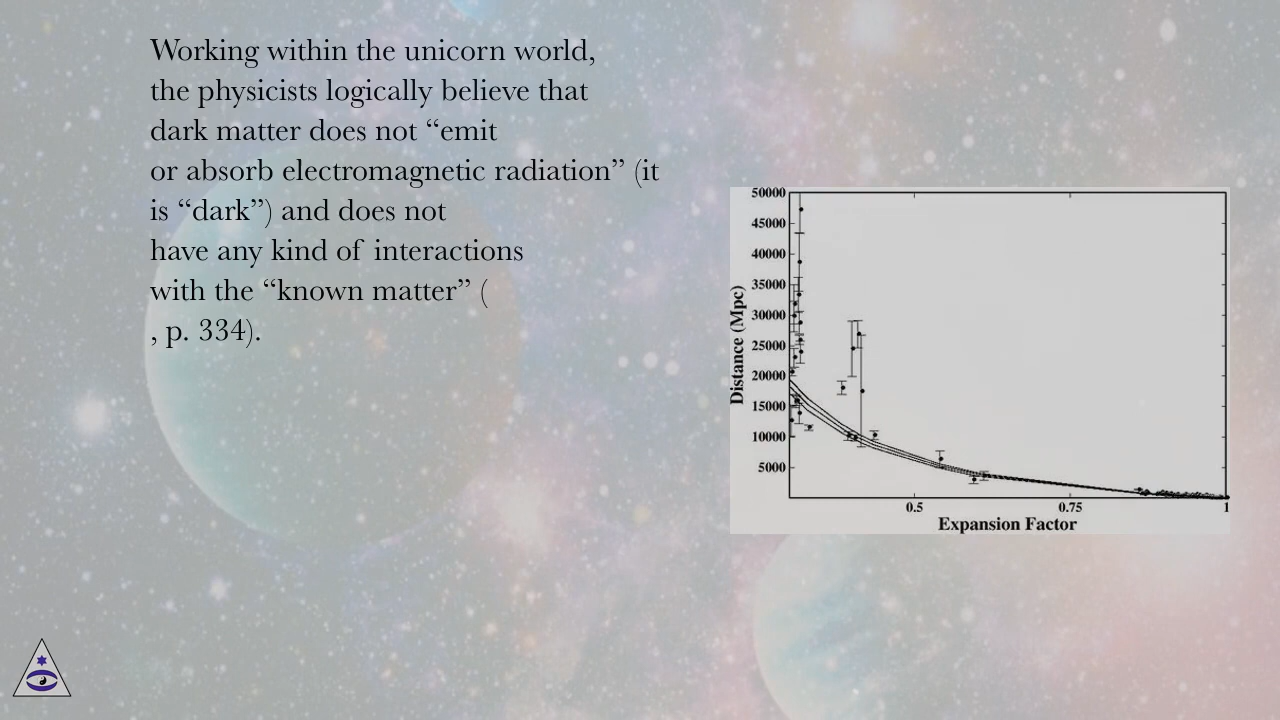 Working within the unicorn world,
the physicists logically believe that
dark matter does not “emit
or absorb electromagnetic radiation” (it
is “dark”) and does not
have any kind of interactions
with the “known matter” (
, p. 334).
50000
45000
40000
35000
30000
25000
20000
15000
10000
5000
Distance (Mpc)
0.5
0.75
1
Expansion Factor